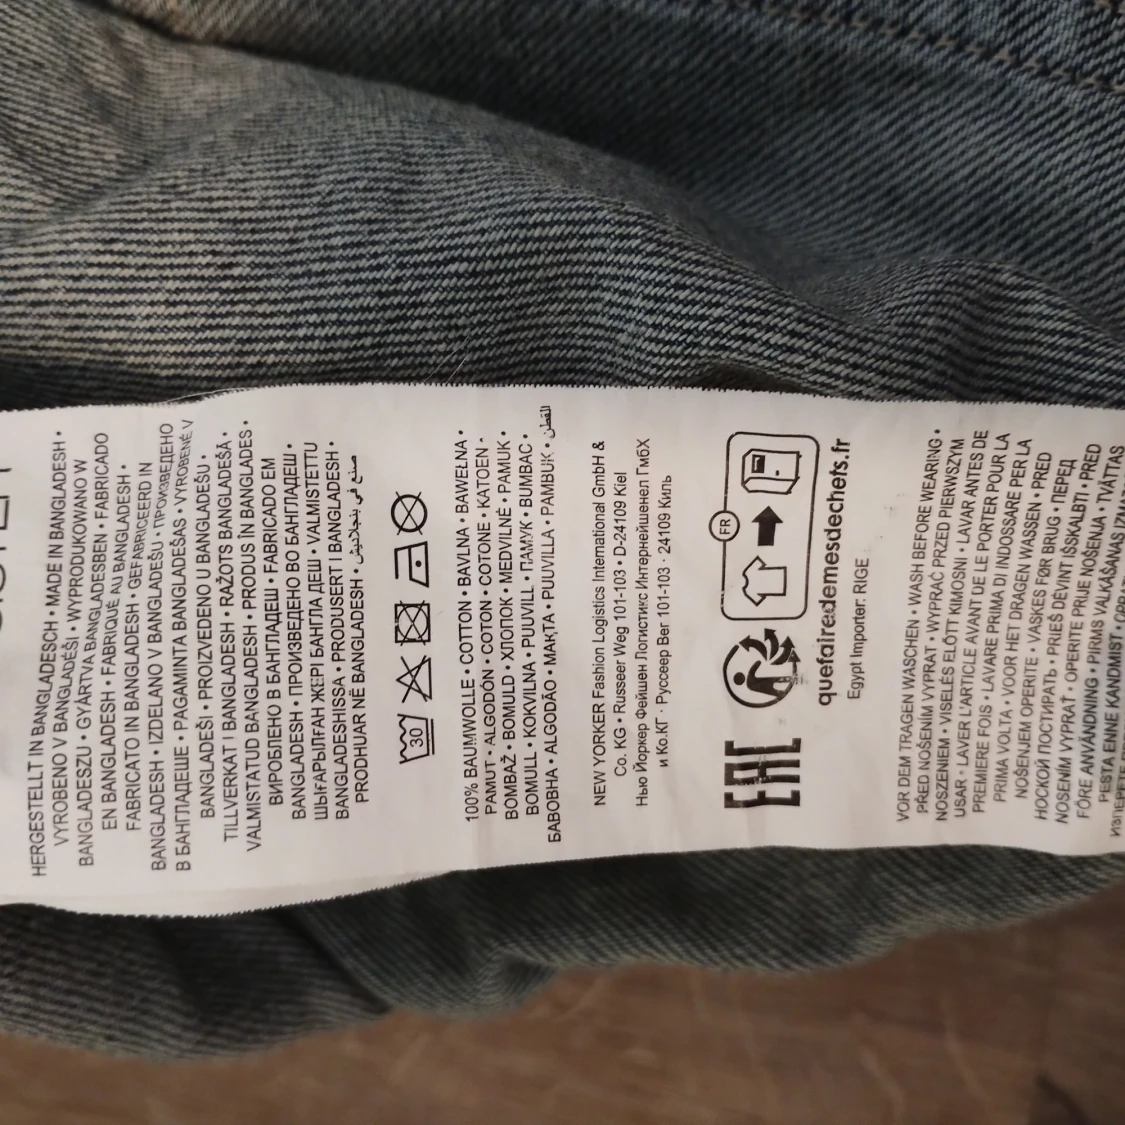 HERGESTELLT IN BANGLADESCH • MADE IN BANGLADESH •
VYROBENO V BANGLADÉŠI • WYPRODUKOWANO W
BANGLADESZU • GYÁRTVA BANGLADESBEN • FABRICADO
EN BANGLADESH • FABRIQUÉ AU BANGLADESH •
FABRICATO IN BANGLADESH • GEFABRICEERD IN
BANGLADESH • IZDELANO V BANGLADEŠU • ПРОИЗВЕДЕНО
В БАНГЛАДЕШЕ • PAGAMINTA BANGLADEŠAS • VYROBENÉ V
BANGLADEŠI • PROIZVEDENO U BANGLADEŠU •
TILLVERKAT I BANGLADESH • RAŽOTS BANGLADEŠĀ •
VALMISTATUD BANGLADESH • PRODUS ÎN BANGLADES •
ВИРОБЛЕНО В БАНГЛАДЕШ • FABRICADO EM
BANGLADESH • ПРОИЗВЕДЕНО ВО БАНГЛАДЕШ •
ШЫҒАРЫЛҒАН ЖЕРІ БАНГЛА ДЕШ • VALMISTETTU
BANGLADESHISSA • PRODUSERT I BANGLADESH •
PRODHUAR NË BANGLADESH • صنع في بنجلاديش
30
100% BAUMWOLLE • COTTON • BAVLNA • BAWEŁNA •
PAMUT • ALGODÓN • COTON • COTONE • KATOEN •
BOMBAŽ • BOMULD • ХЛОПОК • MEDVILNĖ • PAMUK •
BOMULL • KOKVILNA • PUUVILL • ПАМУК • BUMBAC •
БАВОВНА • ALGODÃO • МАҚТА • PUUVILLA • PAMBUK • القطن
NEW YORKER Fashion Logistics International GmbH &
Co. KG • Russeer Weg 101-103 • D-24109 Kiel
Нью Йоркер Фейшен Логистикс Интернейшенел ГмбХ
и Ко.КГ · Руссеер Вег 101-103 · 24109 Киль
EAC
FR
quefairedemesdechets.fr
Egypt Importer: RIGE
VOR DEM TRAGEN WASCHEN • WASH BEFORE WEARING •
PŘED NOŠENÍM VYPRAT • WYPRAĆ PRZED PIERWSZYM
NOSZENIEM • VISELÉS ELŐTT KIMOSNI • LAVAR ANTES DE
USAR • LAVER L'ARTICLE AVANT DE LE PORTER POUR LA
PREMIERE FOIS • LAVARE PRIMA DI INDOSSARE PER LA
PRIMA VOLTA • VOOR HET DRAGEN WASSEN • PRED
NOŠENJEM OPERITE • VASKES FØR BRUG • ПЕРЕД
НОСКОЙ ПОСТИРАТЬ • PRIEŠ DĖVINT IŠSKALBTI • PRED
NOSENÍM VYPRAŤ • OPERITE PRIJE NOŠENJA • TVÄTTAS
FÖRE ANVÄNDNING • PIRMS VALKĀŠANAS
PESTA ENNE KANDMIST •